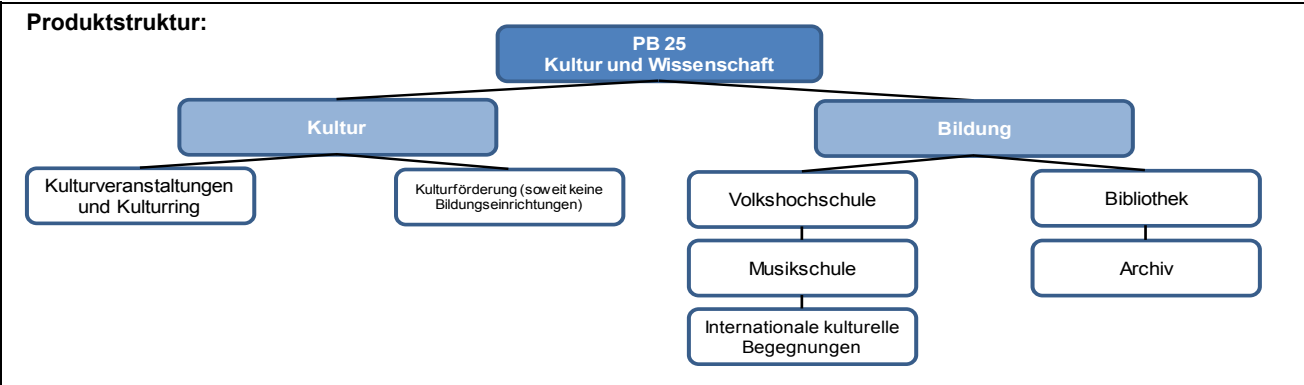 Produktstruktur:
PB 25
Kultur und Wissenschaft
Kultur
Bildung
Kulturveranstaltungen
und Kulturring
Kulturförderung (soweit keine
Bildungseinrichtungen)
Volkshochschule
Bibliothek
Musikschule
Archiv
Internationale kulturelle
Begegnungen